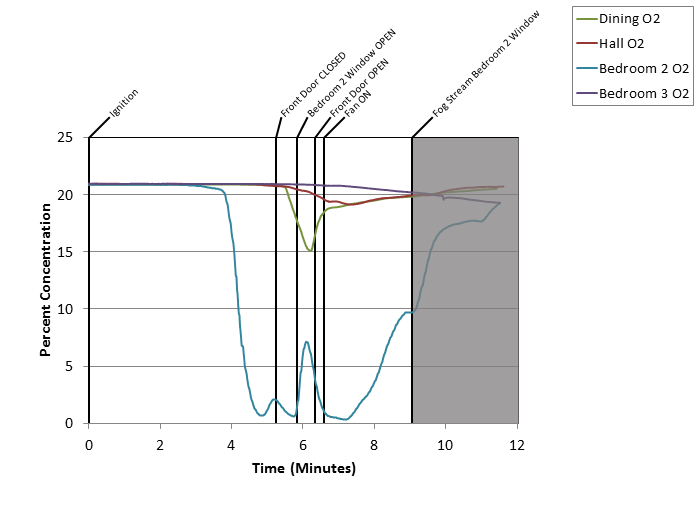 Dining O2
Hall O2
Bedroom 2 O2
Bedroom 3 O2
Ignition
Front Door CLOSED
Bedroom 2 Window OPEN
Front Door OPEN
Fan ON
Fog Stream Bedroom 2 Window
Percent Concentration
25
20
15
10
5
0
0 2 4 6 8 10 12
Time (Minutes)